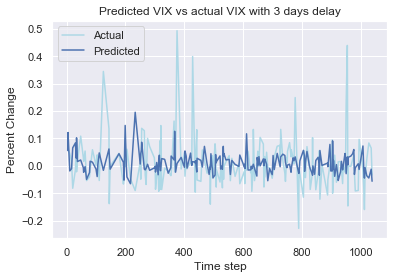 Predicted VIX vs actual VIX with 3 days delay
Actual
Predicted
Percent Change
0.5
0.4
0.3
0.2
0.1
0.0
−0.1
−0.2
0 200 400 600 800 1000
Time step